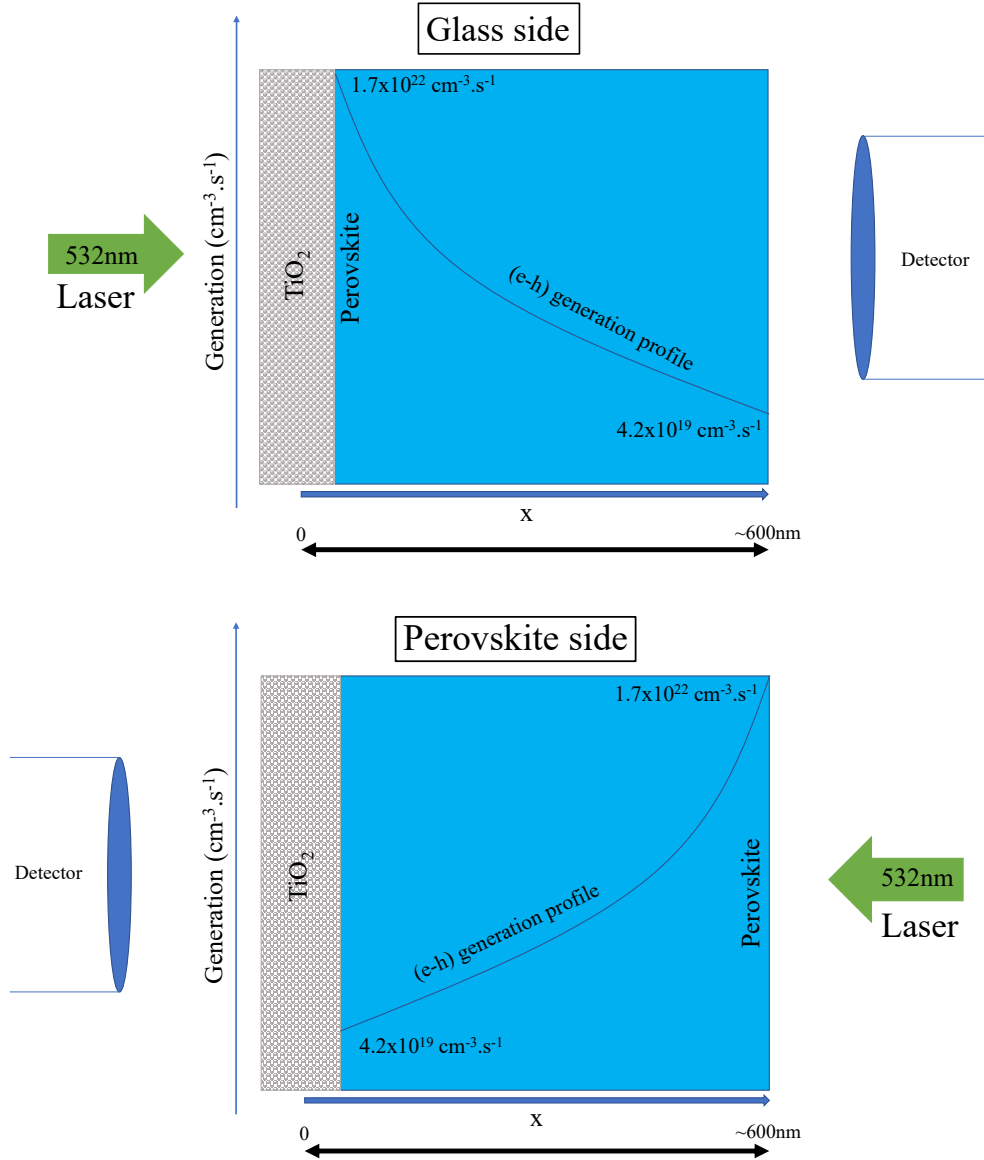 Glass side
1.7x10²² cm⁻³.s⁻¹
Generation (cm⁻³.s⁻¹)
532nm
Laser
TiO₂
Perovskite
(e-h) generation profile
Detector
4.2x10¹⁹ cm⁻³.s⁻¹
x
0
~600nm
Perovskite side
1.7x10²² cm⁻³.s⁻¹
Generation (cm⁻³.s⁻¹)
Detector
TiO₂
(e-h) generation profile
Perovskite
532nm
Laser
4.2x10¹⁹ cm⁻³.s⁻¹
x
0
~600nm